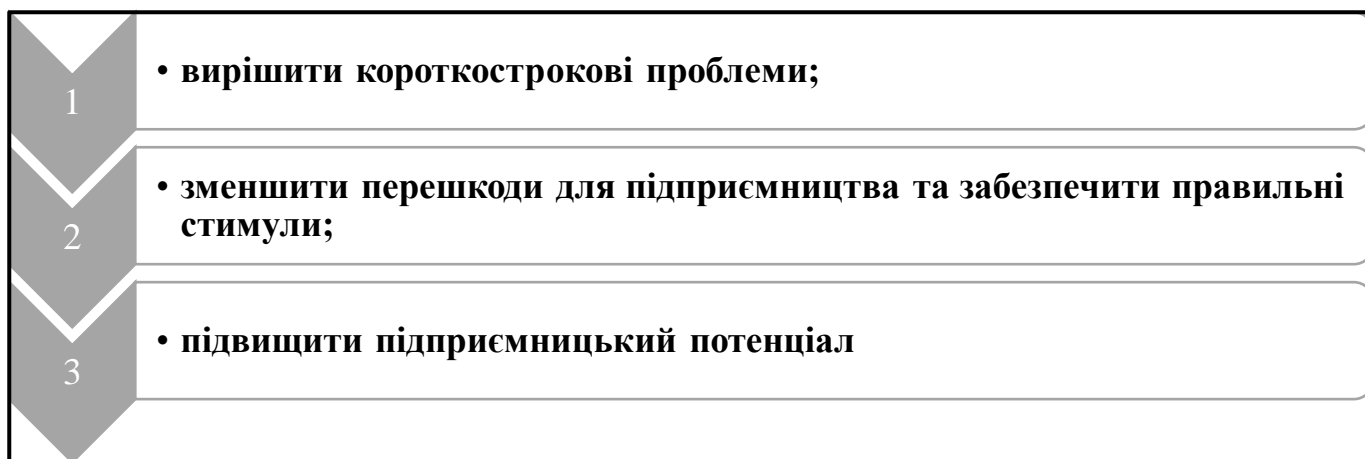 1
• вирішити короткострокові проблеми;
2
• зменшити перешкоди для підприємництва та забезпечити правильні
стимули;
3
• підвищити підприємницький потенціал